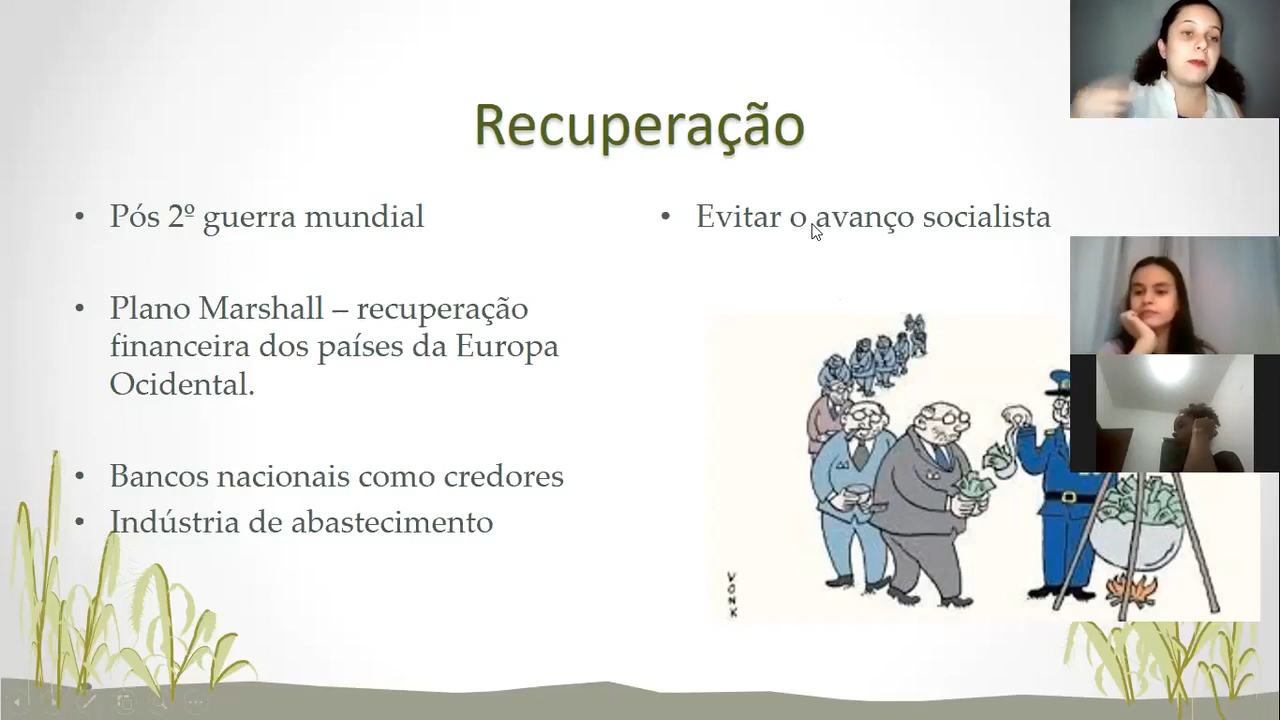 Recuperação
• Pós 2º guerra mundial
• Plano Marshall – recuperação
financeira dos países da Europa
Ocidental.
• Bancos nacionais como credores
• Indústria de abastecimento
• Evitar o avanço socialista
VONK